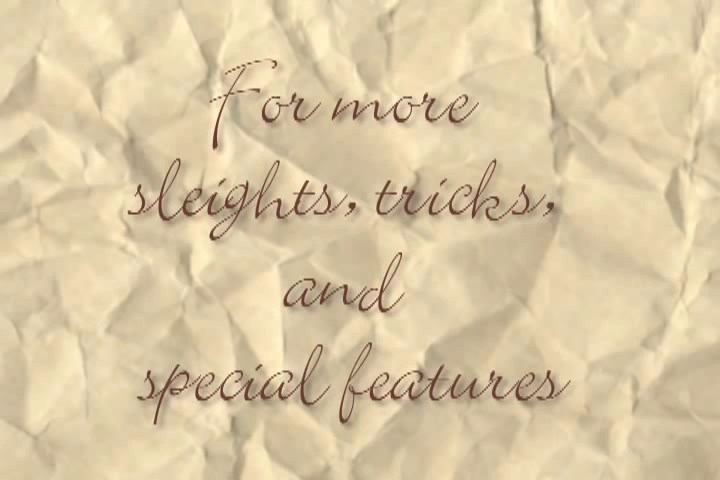 For more
sleights, tricks,
and
special features